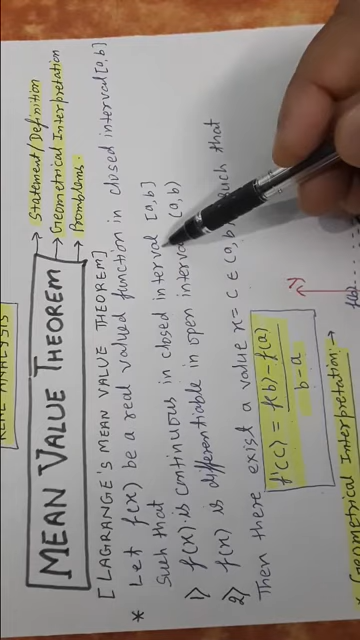 REAL ANALYSIS
MEAN VALUE THEOREM
→ Statement/Definition
→ Geometrical Interpretation
→ Problems.
[LAGRANGE'S MEAN VALUE THEOREM]
* Let f(x) be a real valued function in closed interval [a,b]
Such that
1) f(x) is continuous in closed interval [a,b]
2) f(x) is differentiable in open interval (a,b)
Then there exist a value x = c ∈ (a,b) such that
f'(c) = f(b) - f(a)
b - a
* Geometrical Interpretation: →
f(b)